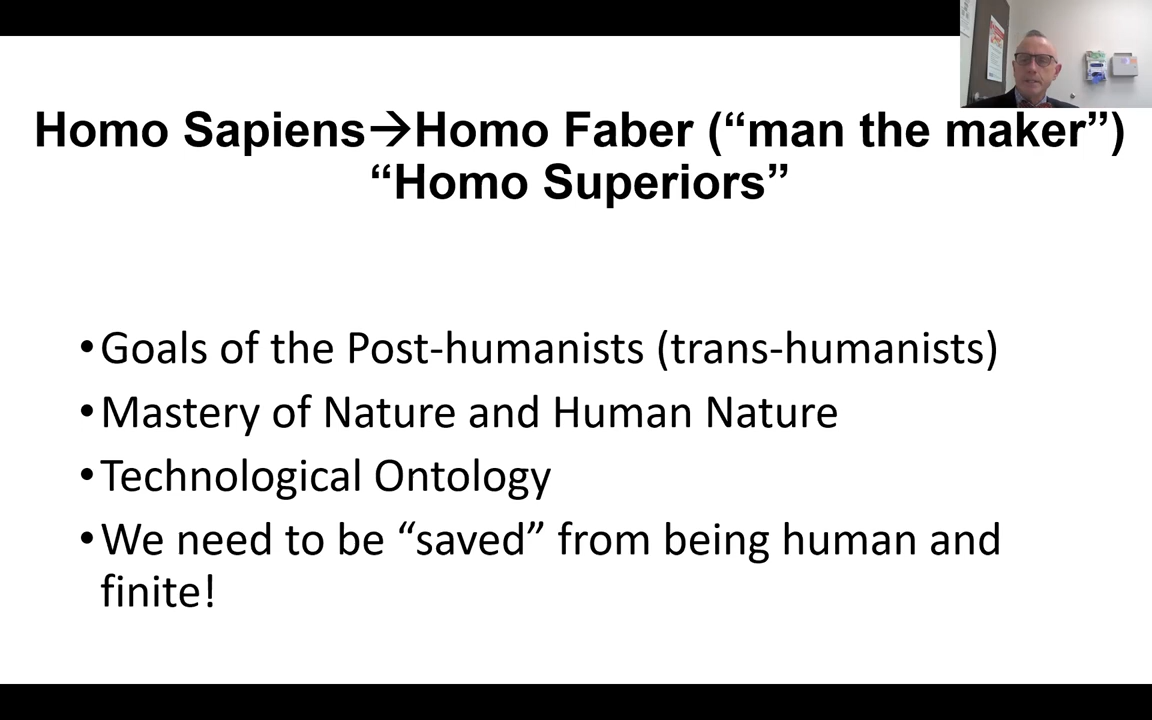 Homo Sapiens→Homo Faber (“man the maker”)
“Homo Superiors”
•Goals of the Post-humanists (trans-humanists)
•Mastery of Nature and Human Nature
•Technological Ontology
•We need to be “saved” from being human and
finite!